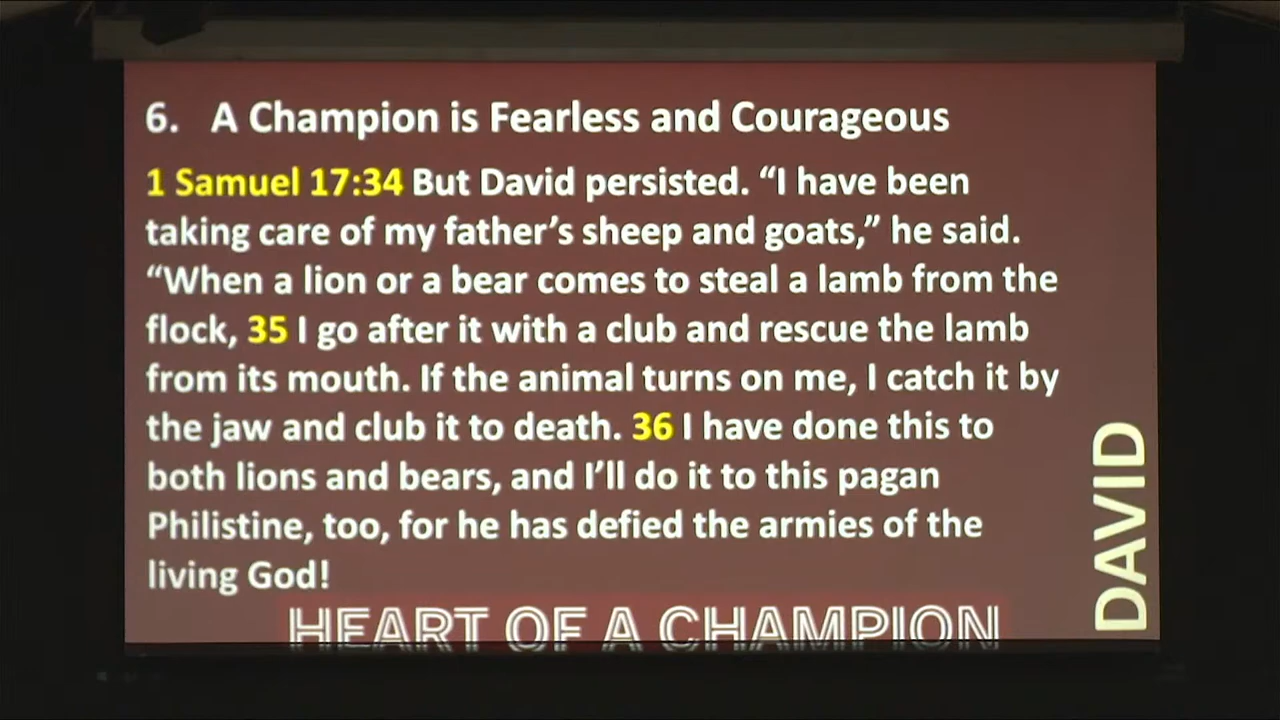 6. A Champion is Fearless and Courageous
1 Samuel 17:34 But David persisted. “I have been
taking care of my father’s sheep and goats,” he said.
“When a lion or a bear comes to steal a lamb from the
flock, 35 I go after it with a club and rescue the lamb
from its mouth. If the animal turns on me, I catch it by
the jaw and club it to death. 36 I have done this to
both lions and bears, and I’ll do it to this pagan
Philistine, too, for he has defied the armies of the
living God!
HEART OF A CHAMPION
DAVID